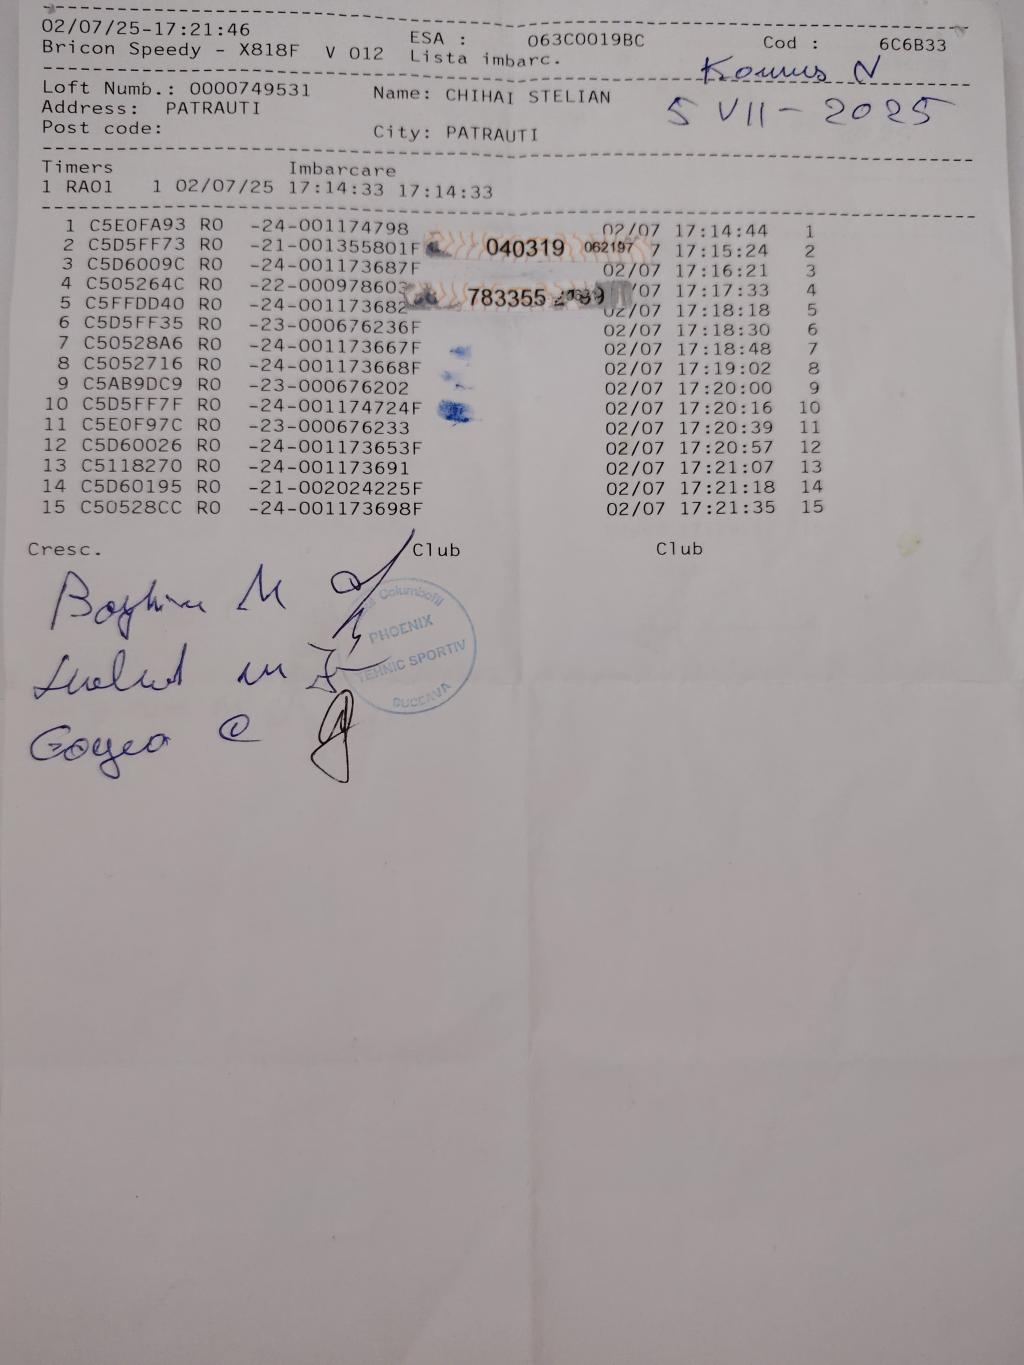 02/07/25-17:21:46 ESA : 063C0019BC Cod : 6C6B33
Bricon Speedy - X818F V 012 Lista imbarc.
N
Loft Numb.: 0000749531 Name: CHIHAI STELIAN
5 VII - 2025
Address: PATRAUTI
Post code: City: PATRAUTI
Timers Imbarcare
1 RA01 1 02/07/25 17:14:33 17:14:33
1 C5E0FA93 RO -24-001174798 02/07 17:14:44 1
2 C5D5FF73 RO -21-001355801F 040319 062197 7 17:15:24 2
3 C5D6009C RO -24-001173687F 02/07 17:16:21 3
4 C505264C RO -22-000978603 783355 /07 17:17:33 4
5 C5FFDD40 RO -24-001173682 02/07 17:18:18 5
6 C5D5FF35 RO -23-000676236F 02/07 17:18:30 6
7 C50528A6 RO -24-001173667F 02/07 17:18:48 7
8 C5052716 RO -24-001173668F 02/07 17:19:02 8
9 C5AB9DC9 RO -23-000676202 02/07 17:20:00 9
10 C5D5FF7F RO -24-001174724F 02/07 17:20:16 10
11 C5E0F97C RO -23-000676233 02/07 17:20:39 11
12 C5D60026 RO -24-001173653F 02/07 17:20:57 12
13 C5118270 RO -24-001173691 02/07 17:21:07 13
14 C5D60195 RO -21-002024225F 02/07 17:21:18 14
15 C50528CC RO -24-001173698F 02/07 17:21:35 15
Cresc. Club Club
M
Columbofil
PHOENIX
TEHNIC SPORTIV
SUCEAVA